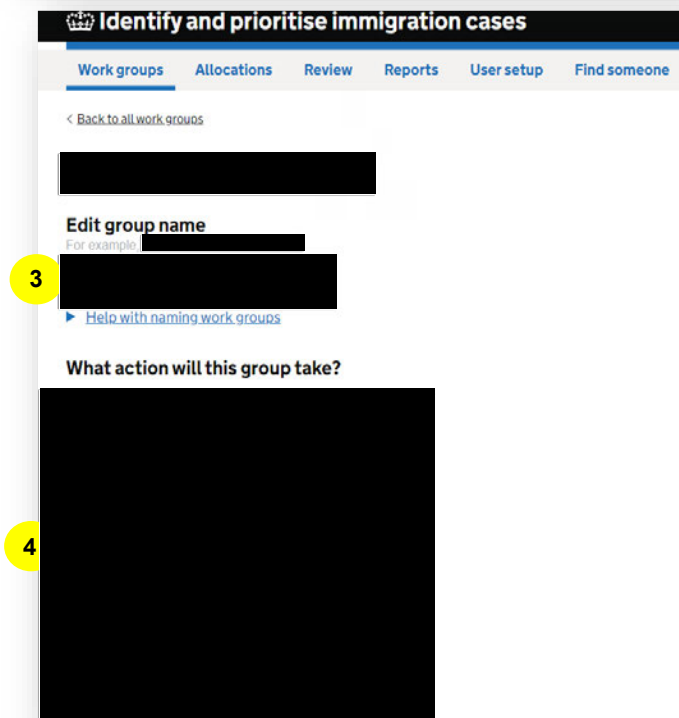 Identify and prioritise immigration cases
Work groups Allocations Review Reports User setup Find someone
< Back to all work groups
Edit group name
For example,
3
▶ Help with naming work groups
What action will this group take?
4